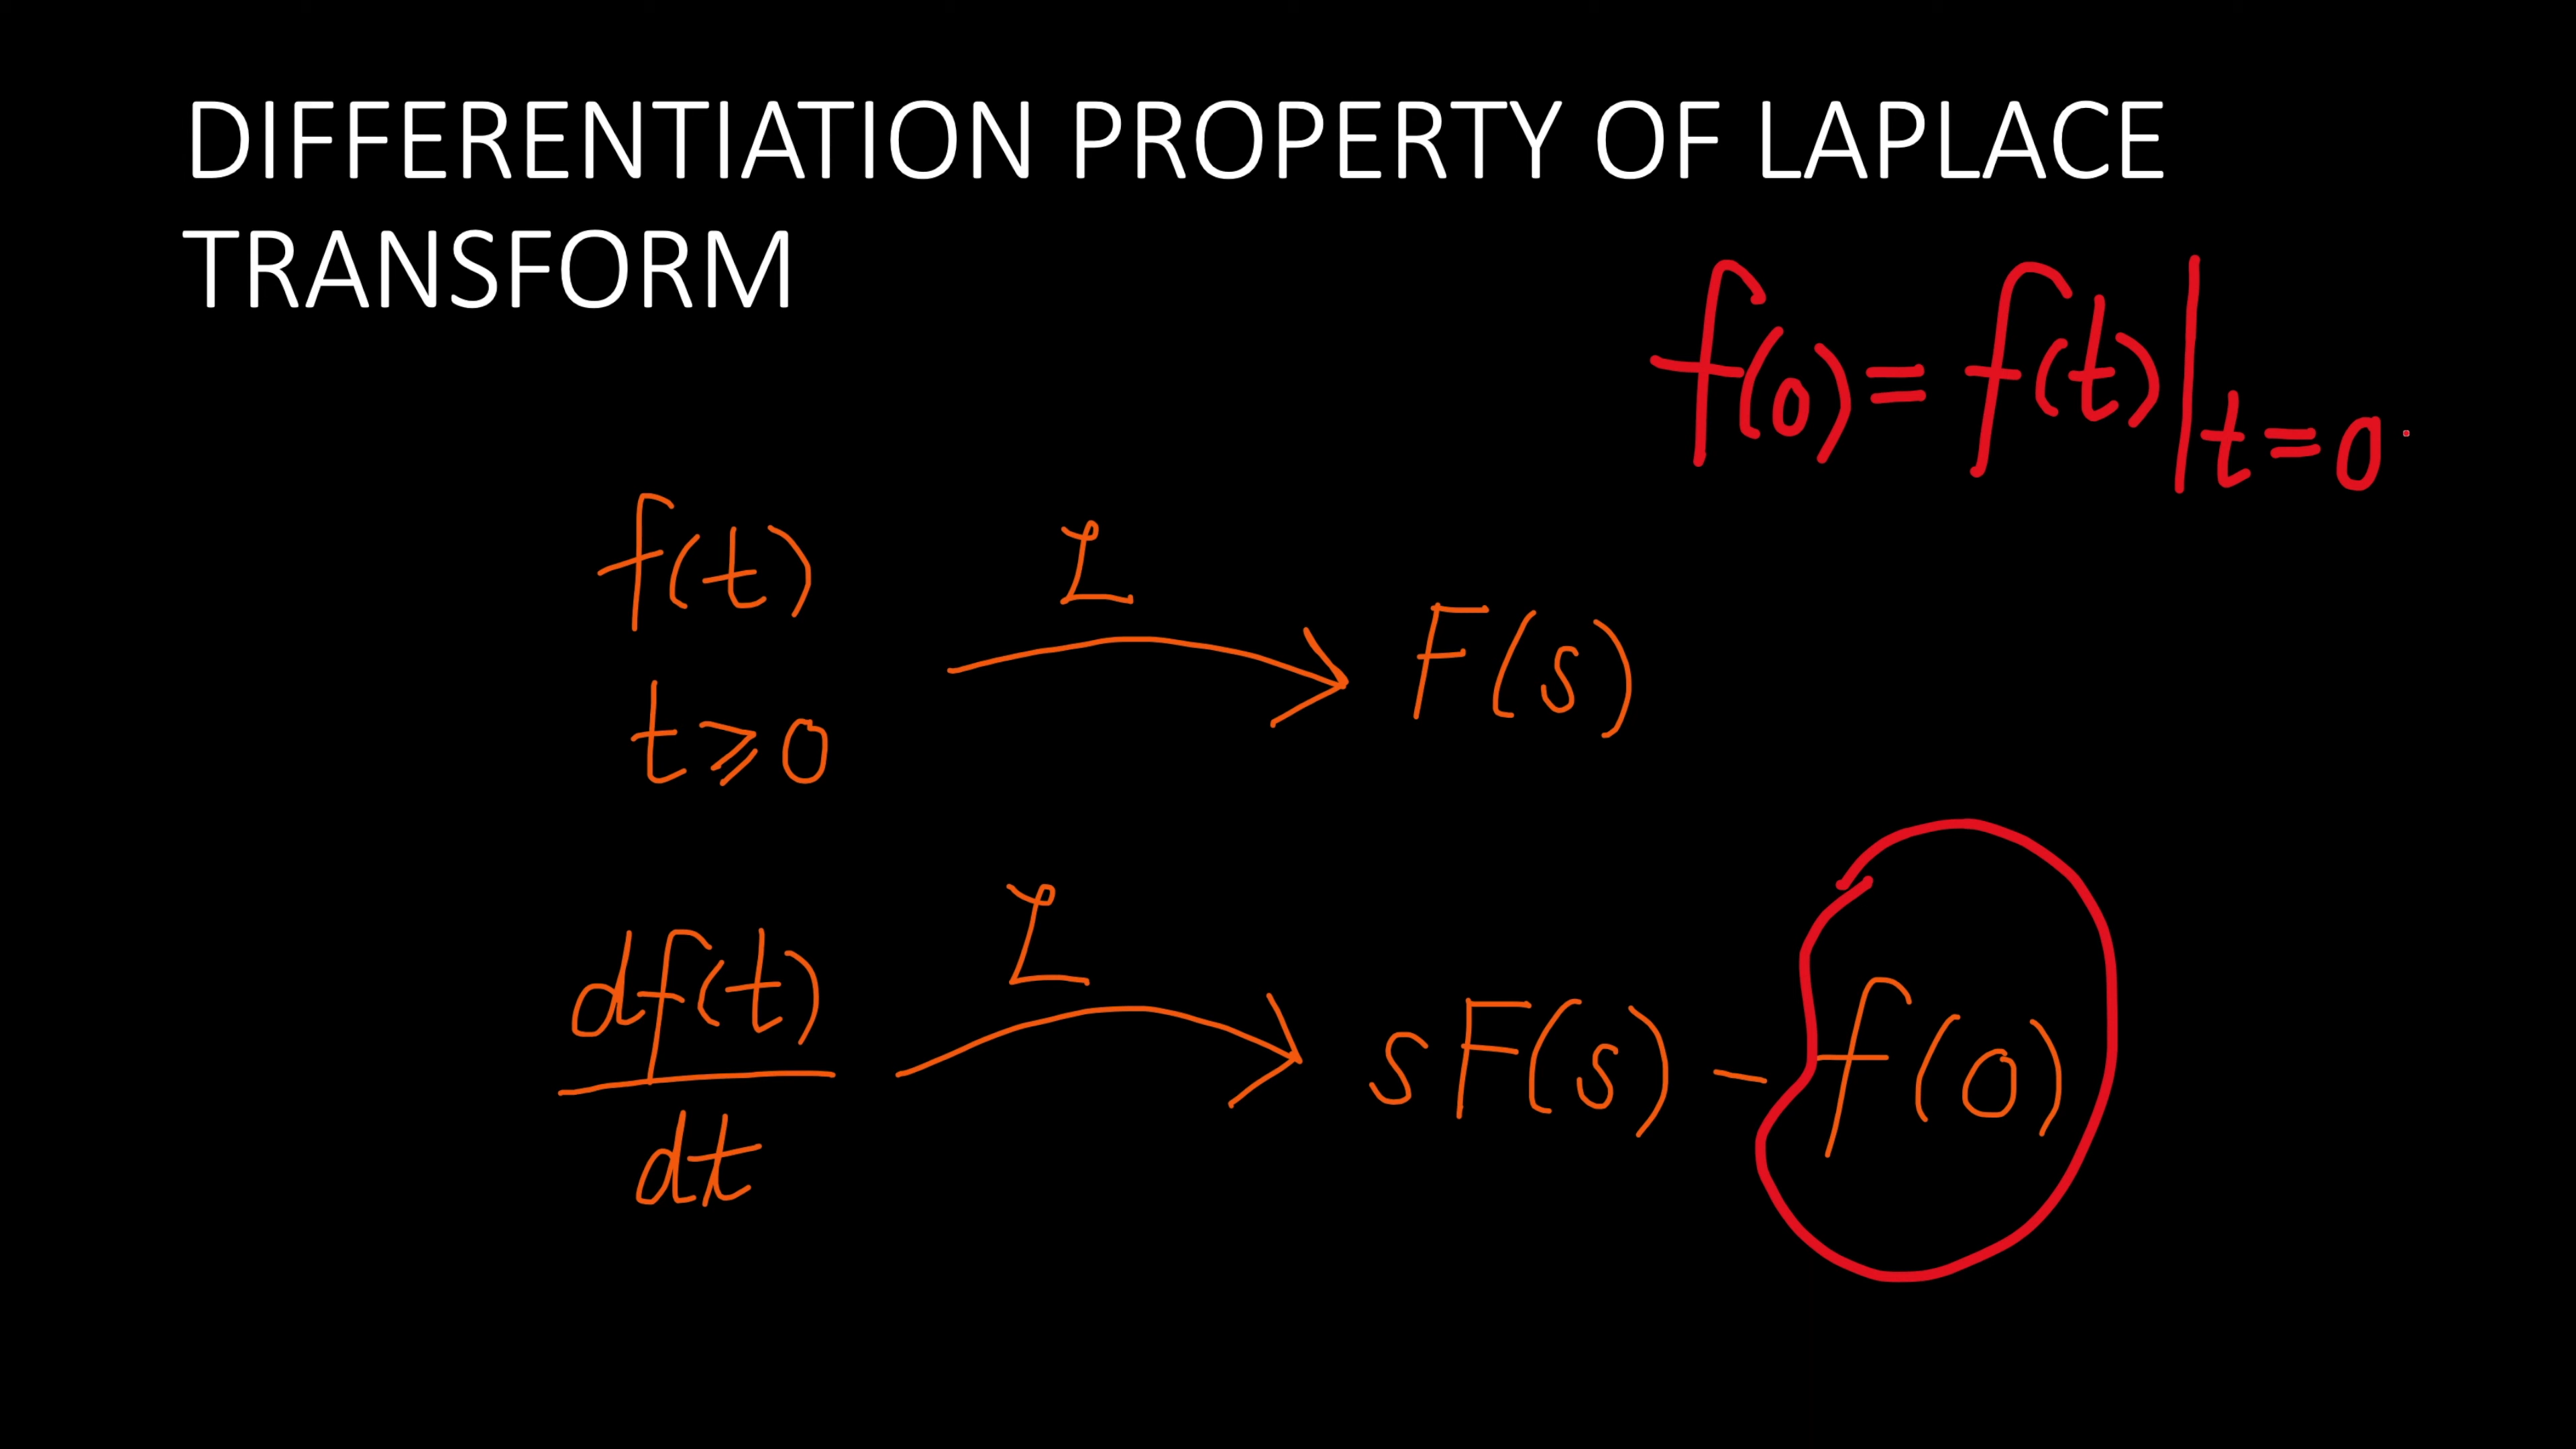 DIFFERENTIATION PROPERTY OF LAPLACE
TRANSFORM
f(0) = f(t)|t=0
f(t)
t ⩾ 0
ℒ
F(s)
df(t)
dt
ℒ
sF(s) − f(0)